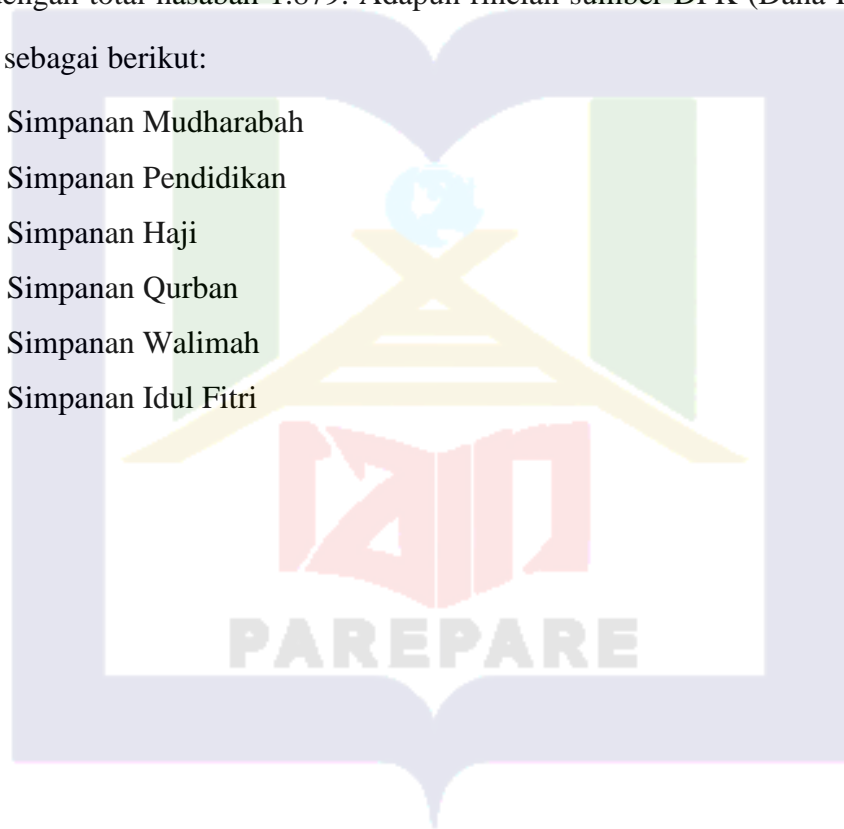 total nasabah 1.879. Adapun rincian sumber DPK (Dana
sebagai berikut:
Simpanan Mudharabah
Simpanan Pendidikan
Simpanan Haji
Simpanan Qurban
Simpanan Walimah
Simpanan Idul Fitri
iain
PAREPARE